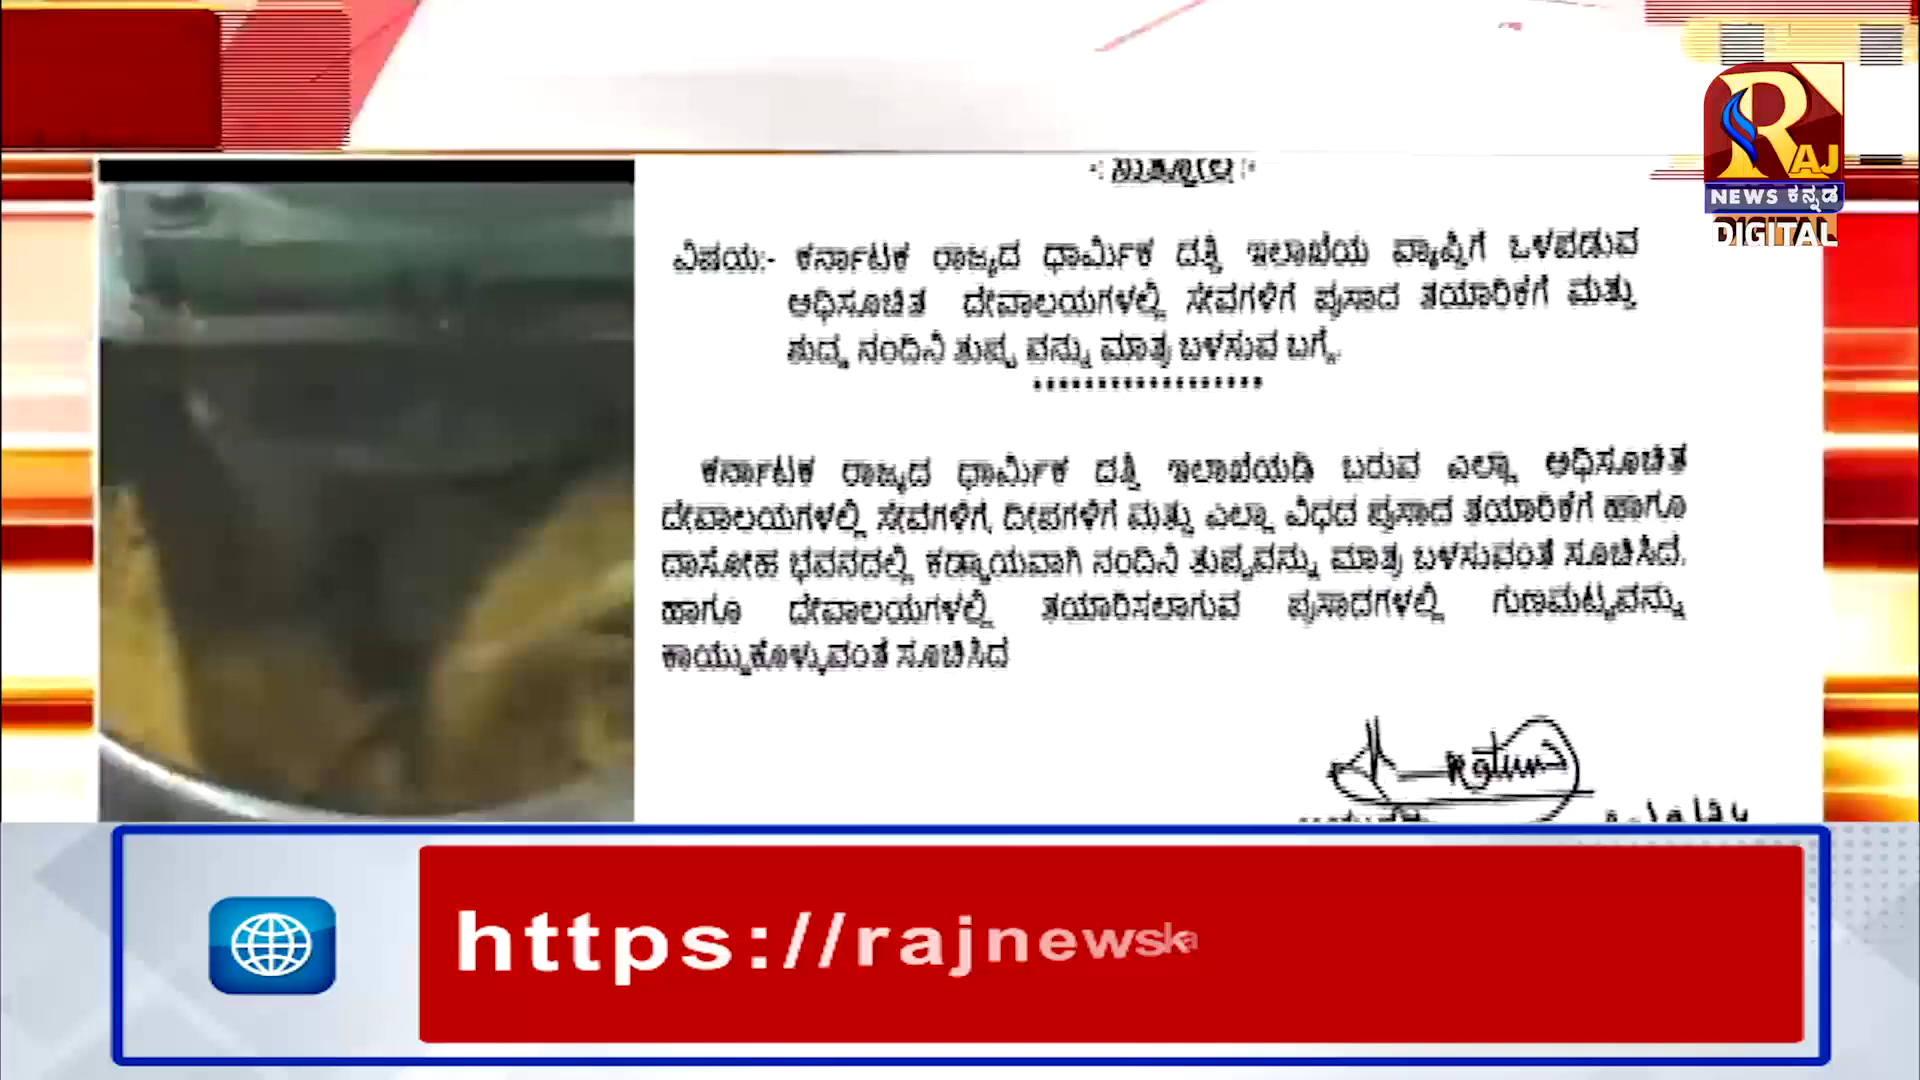 RAJ
NEWS ಕನ್ನಡ
DIGITAL
:ಸುತ್ತೋಲೆ:
ವಿಷಯ:- ಕರ್ನಾಟಕ ರಾಜ್ಯದ ಧಾರ್ಮಿಕ ದತ್ತಿ ಇಲಾಖೆಯ ವ್ಯಾಪ್ತಿಗೆ ಒಳಪಡುವ
ಅಧಿಸೂಚಿತ ದೇವಾಲಯಗಳಲ್ಲಿ ಸೇವೆಗಳಿಗೆ ಪ್ರಸಾದ ತಯಾರಿಕೆಗೆ ಮತ್ತು
ಶುದ್ಧ ನಂದಿನಿ ತುಪ್ಪ ವನ್ನು ಮಾತ್ರ ಬಳಸುವ ಬಗ್ಗೆ.
******************
ಕರ್ನಾಟಕ ರಾಜ್ಯದ ಧಾರ್ಮಿಕ ದತ್ತಿ ಇಲಾಖೆಯಡಿ ಬರುವ ಎಲ್ಲಾ ಅಧಿಸೂಚಿತ
ದೇವಾಲಯಗಳಲ್ಲಿ ಸೇವೆಗಳಿಗೆ, ದೀಪಗಳಿಗೆ ಮತ್ತು ಎಲ್ಲಾ ವಿಧದ ಪ್ರಸಾದ ತಯಾರಿಕೆಗೆ ಹಾಗೂ
ದಾಸೋಹ ಭವನದಲ್ಲಿ ಕಡ್ಡಾಯವಾಗಿ ನಂದಿನಿ ತುಪ್ಪವನ್ನು ಮಾತ್ರ ಬಳಸುವಂತೆ ಸೂಚಿಸಿದೆ.
ಹಾಗೂ ದೇವಾಲಯಗಳಲ್ಲಿ ತಯಾರಿಸಲಾಗುವ ಪ್ರಸಾದಗಳಲ್ಲಿ ಗುಣಮಟ್ಟವನ್ನು
ಕಾಯ್ದುಕೊಳ್ಳುವಂತೆ ಸೂಚಿಸಿದೆ
https://rajnewska